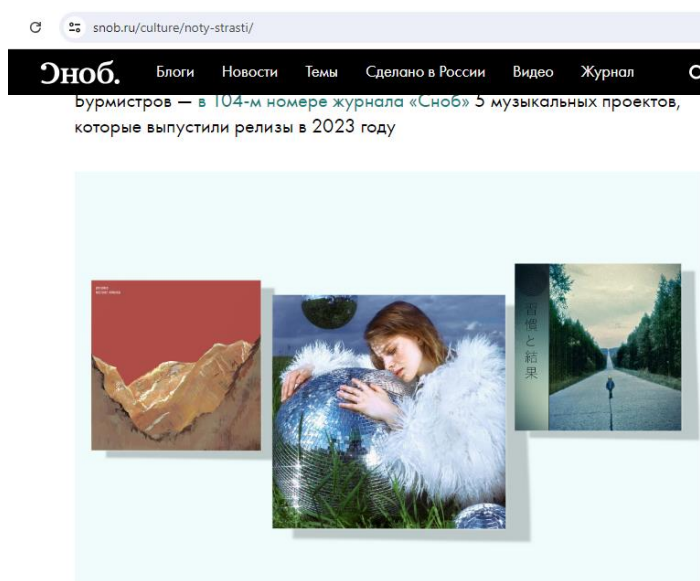 snob.ru/culture/noty-strasti/
Сноб.
Блоги Новости Темы Сделано в России Видео Журнал
Бурмистров — в 104-м номере журнала «Сноб» 5 музыкальных проектов,
которые выпустили релизы в 2023 году
習慣と結果